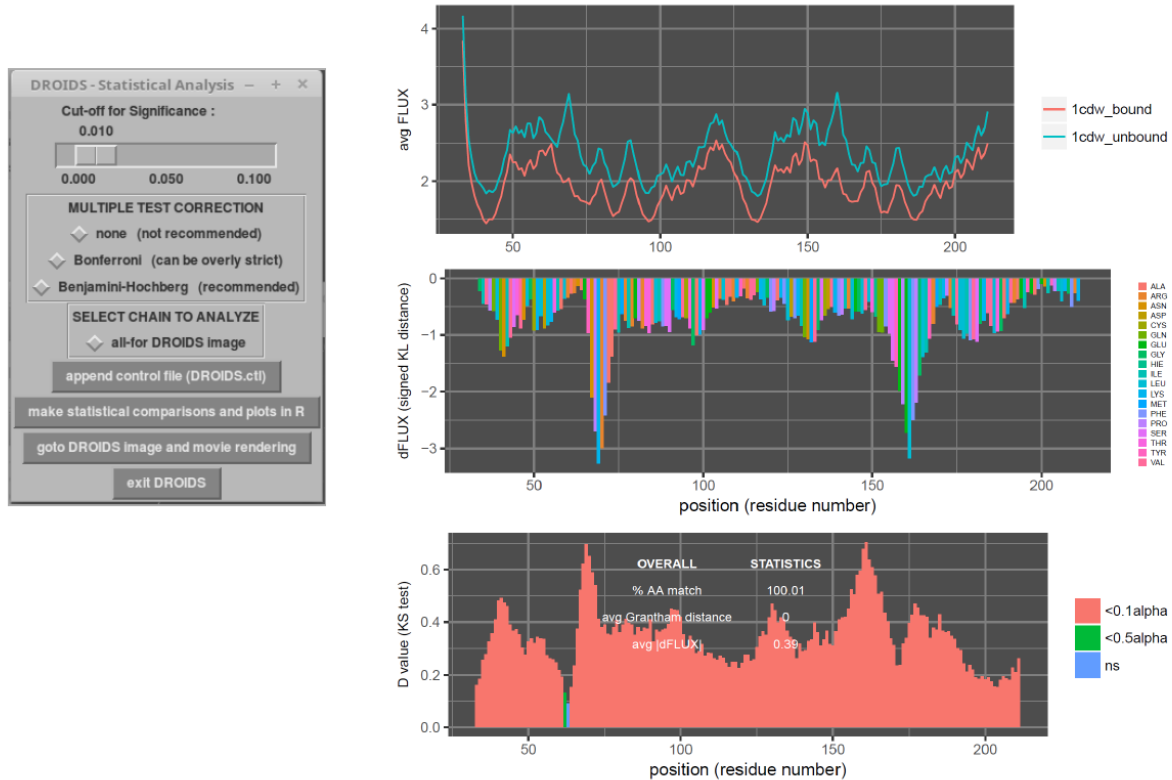 DROIDS - Statistical Analysis – + ×
Cut-off for Significance :
0.010
0.000 0.050 0.100
MULTIPLE TEST CORRECTION
none (not recommended)
Bonferroni (can be overly strict)
Benjamini-Hochberg (recommended)
SELECT CHAIN TO ANALYZE
all-for DROIDS image
append control file (DROIDS.ctl)
make statistical comparisons and plots in R
goto DROIDS image and movie rendering
exit DROIDS
avg FLUX
4
3
2
50 100 150 200
1cdw_bound
1cdw_unbound
dFLUX (signed KL distance)
0
−1
−2
−3
50 100 150 200
position (residue number)
ALA
ARG
ASN
ASP
CYS
GLN
GLU
GLY
HIE
ILE
LEU
LYS
MET
PHE
PRO
SER
THR
TYR
VAL
D value (KS test)
0.6
0.4
0.2
0.0
OVERALL STATISTICS
% AA match 100.01
avg Grantham distance 0
avg |dFLUX| 0.39
50 100 150 200
position (residue number)
<0.1alpha
<0.5alpha
ns